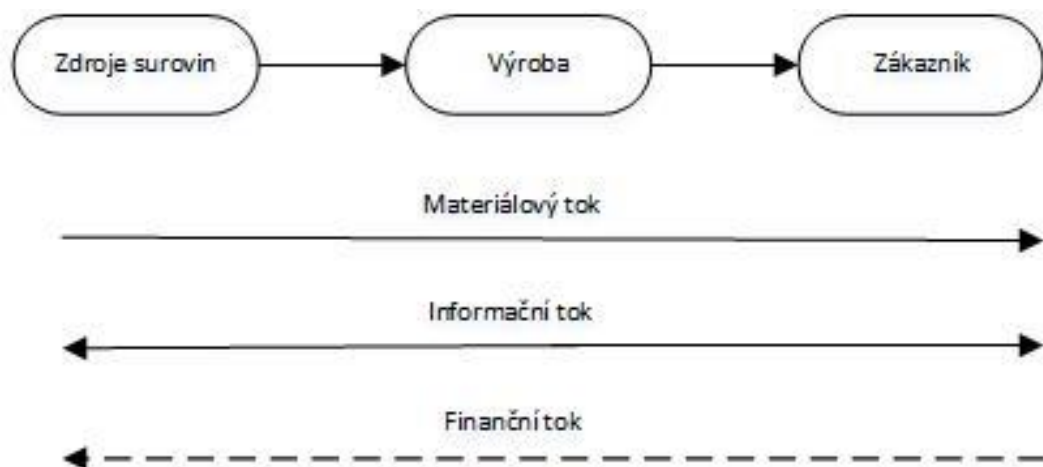 Zdroje surovin
Výroba
Zákazník
Materiálový tok
Informační tok
Finanční tok